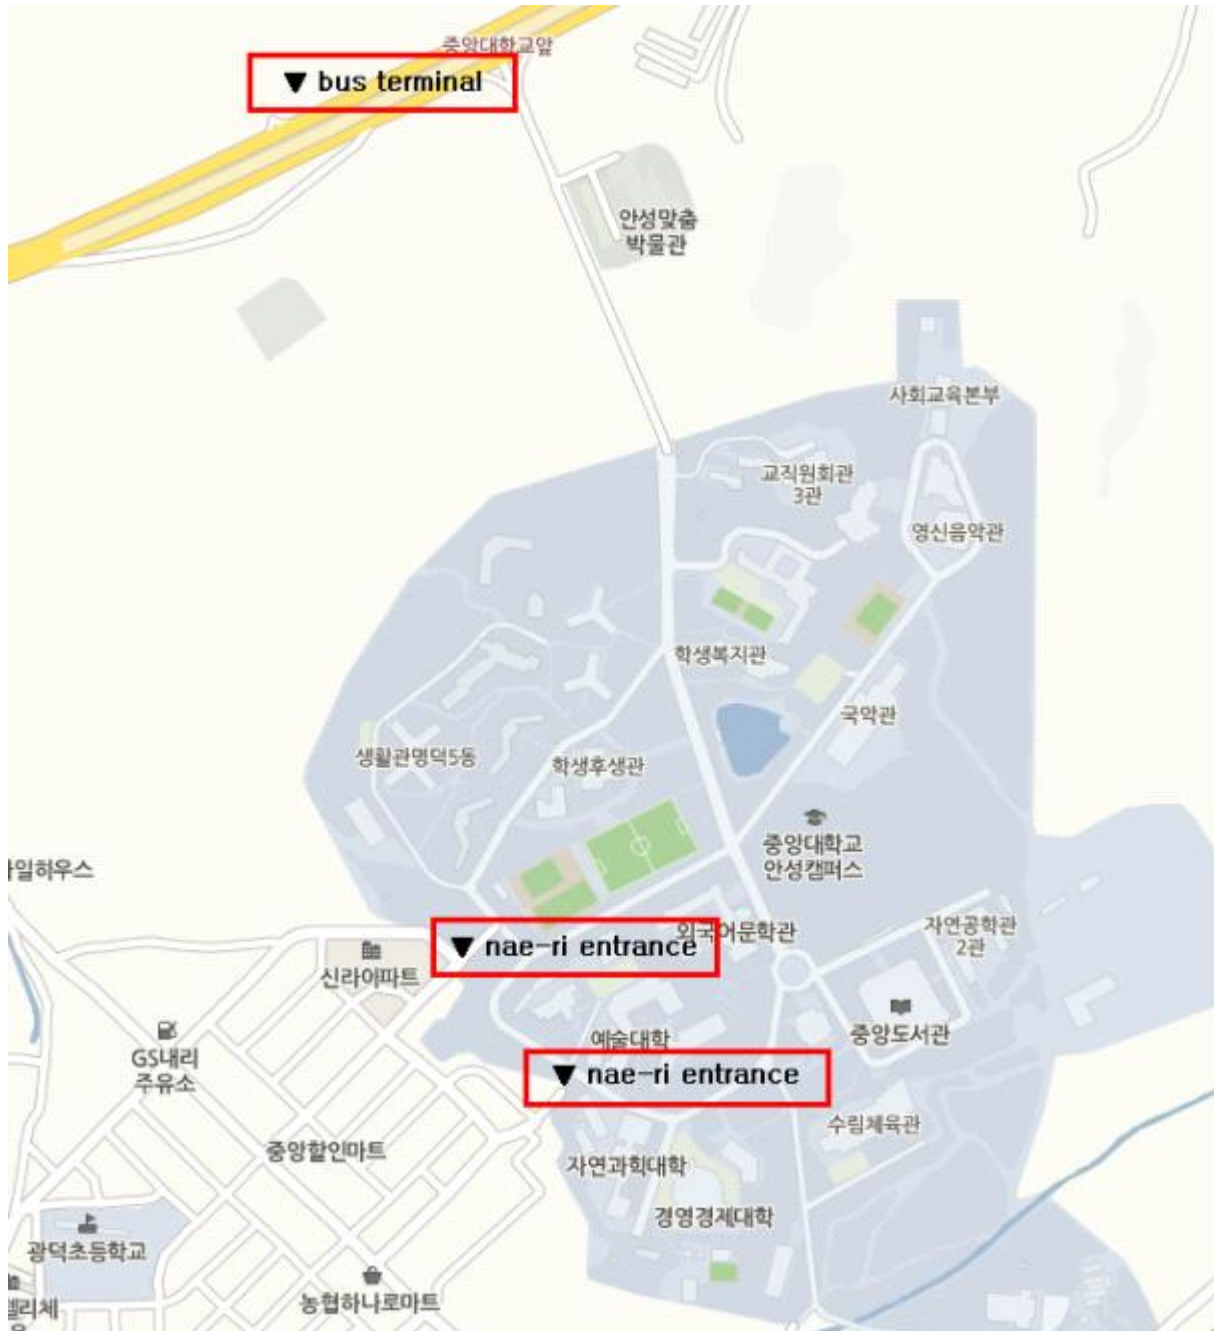 중앙대학교앞
▼ bus terminal
안성맞춤
박물관
사회교육본부
교직원회관
3관
영신음악관
학생복지관
국악관
생활관명덕5동
학생후생관
중앙대학교
안성캠퍼스
일하우스
외국어문학관
자연공학관
2관
▼ nae-ri entrance
신라아파트
중앙도서관
GS내리
주유소
예술대학
▼ nae-ri entrance
수림체육관
중앙할인마트
자연과학대학
경영경제대학
광덕초등학교
농협하나로마트
리체